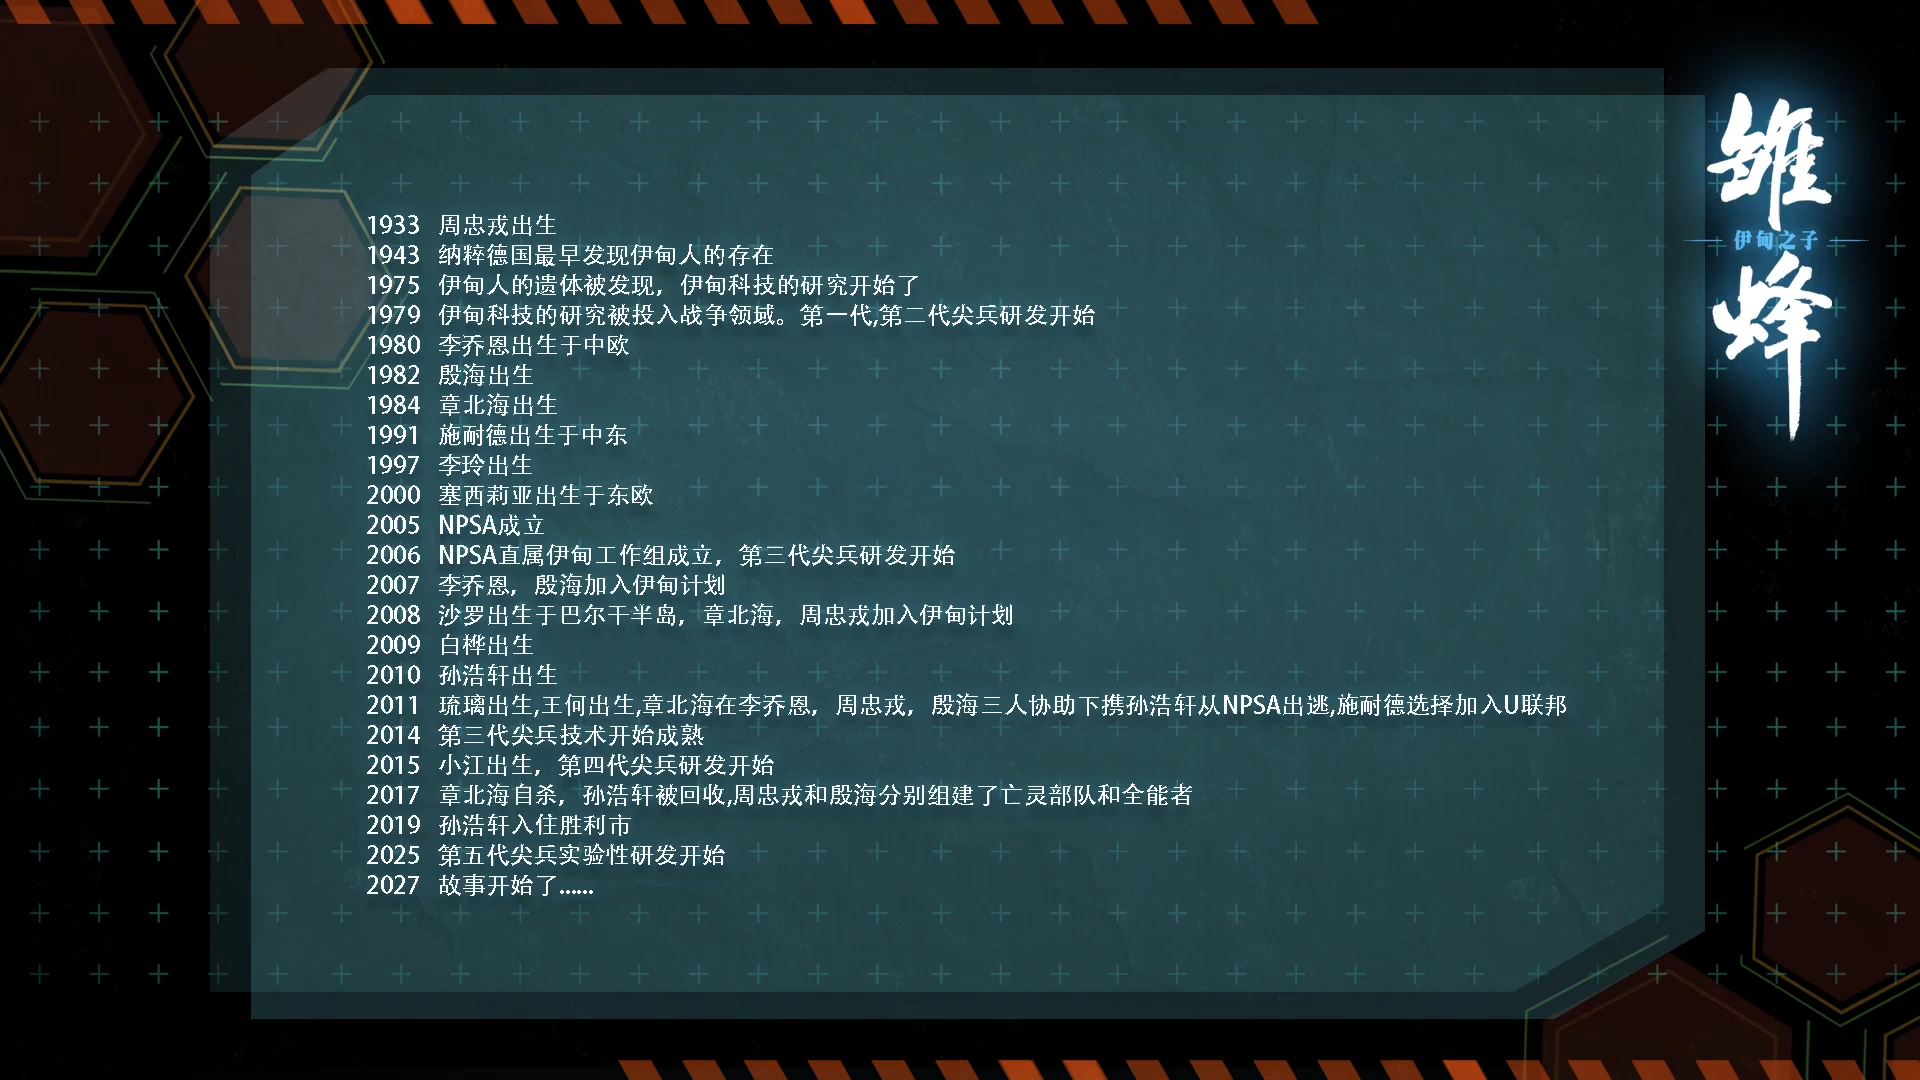 1933 周忠戎出生
1943 纳粹德国最早发现伊甸人的存在
1975 伊甸人的遗体被发现，伊甸科技的研究开始了
1979 伊甸科技的研究被投入战争领域。第一代,第二代尖兵研发开始
1980 李乔恩出生于中欧
1982 殷海出生
1984 章北海出生
1991 施耐德出生于中东
1997 李玲出生
2000 塞西莉亚出生于东欧
2005 NPSA成立
2006 NPSA直属伊甸工作组成立，第三代尖兵研发开始
2007 李乔恩，殷海加入伊甸计划
2008 沙罗出生于巴尔干半岛，章北海，周忠戎加入伊甸计划
2009 白桦出生
2010 孙浩轩出生
2011 琉璃出生,王何出生,章北海在李乔恩，周忠戎，殷海三人协助下携孙浩轩从NPSA出逃,施耐德选择加入U联邦
2014 第三代尖兵技术开始成熟
2015 小江出生，第四代尖兵研发开始
2017 章北海自杀，孙浩轩被回收,周忠戎和殷海分别组建了亡灵部队和全能者
2019 孙浩轩入住胜利市
2025 第五代尖兵实验性研发开始
2027 故事开始了......
雏
伊甸之子
蜂